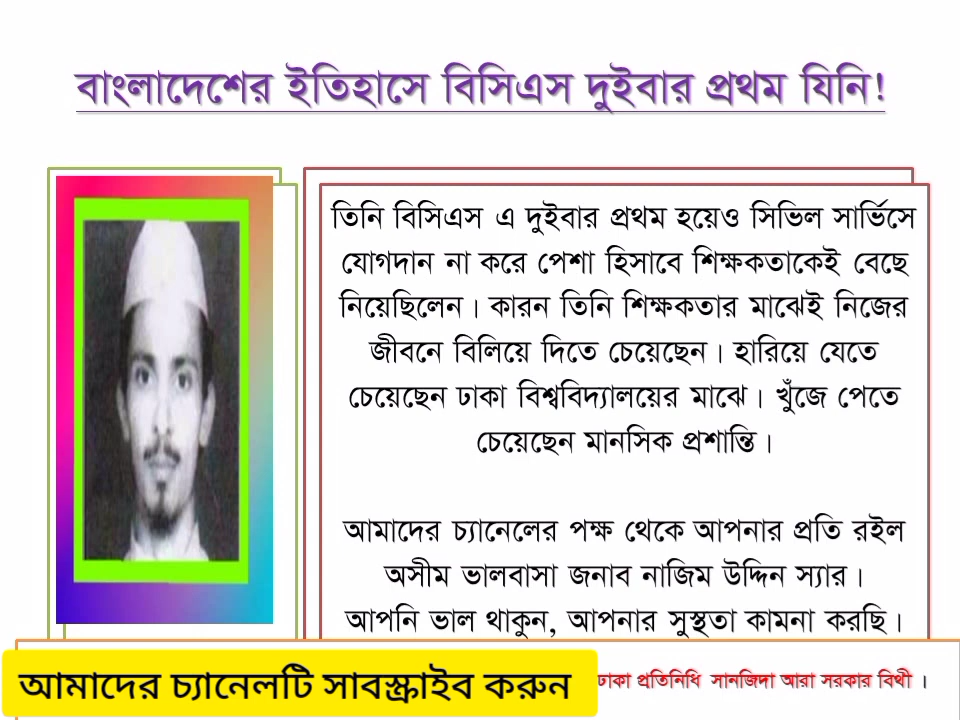 বাংলাদেশের ইতিহাসে বিসিএস দুইবার প্রথম যিনি!
তিনি বিসিএস এ দুইবার প্রথম হয়েও সিভিল সার্ভিসে
যোগদান না করে পেশা হিসাবে শিক্ষকতাকেই বেছে
নিয়েছিলেন। কারন তিনি শিক্ষকতার মাঝেই নিজের
জীবনে বিলিয়ে দিতে চেয়েছেন। হারিয়ে যেতে
চেয়েছেন ঢাকা বিশ্ববিদ্যালয়ের মাঝে। খুঁজে পেতে
চেয়েছেন মানসিক প্রশান্তি।
আমাদের চ্যানেলের পক্ষ থেকে আপনার প্রতি রইল
অসীম ভালবাসা জনাব নাজিম উদ্দিন স্যার।
আপনি ভাল থাকুন, আপনার সুস্থতা কামনা করছি।
আমাদের চ্যানেলটি সাবস্ক্রাইব করুন
ঢাকা প্রতিনিধি সানজিদা আরা সরকার বিথী ।